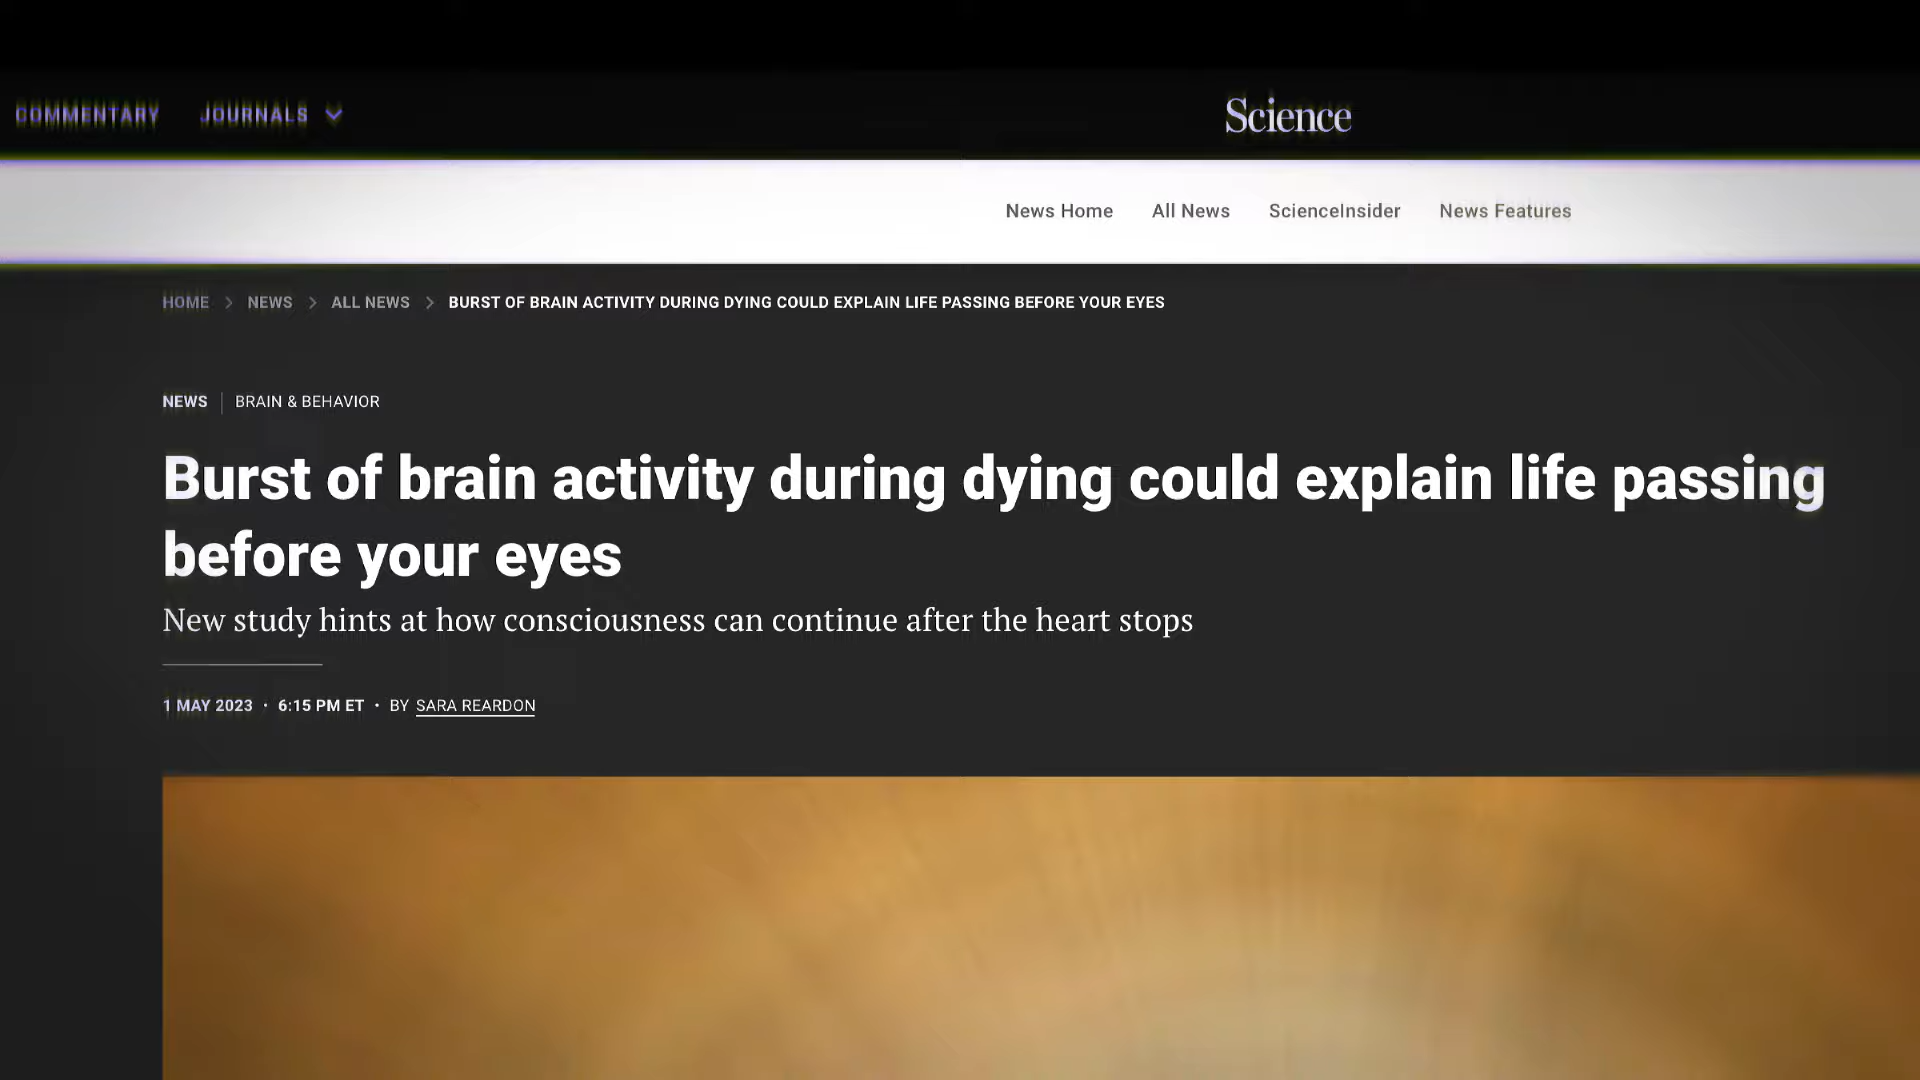 COMMENTARY JOURNALS
Science
News Home All News ScienceInsider News Features
HOME > NEWS > ALL NEWS > BURST OF BRAIN ACTIVITY DURING DYING COULD EXPLAIN LIFE PASSING BEFORE YOUR EYES
NEWS | BRAIN & BEHAVIOR
Burst of brain activity during dying could explain life passing
before your eyes
New study hints at how consciousness can continue after the heart stops
1 MAY 2023 · 6:15 PM ET · BY SARA REARDON